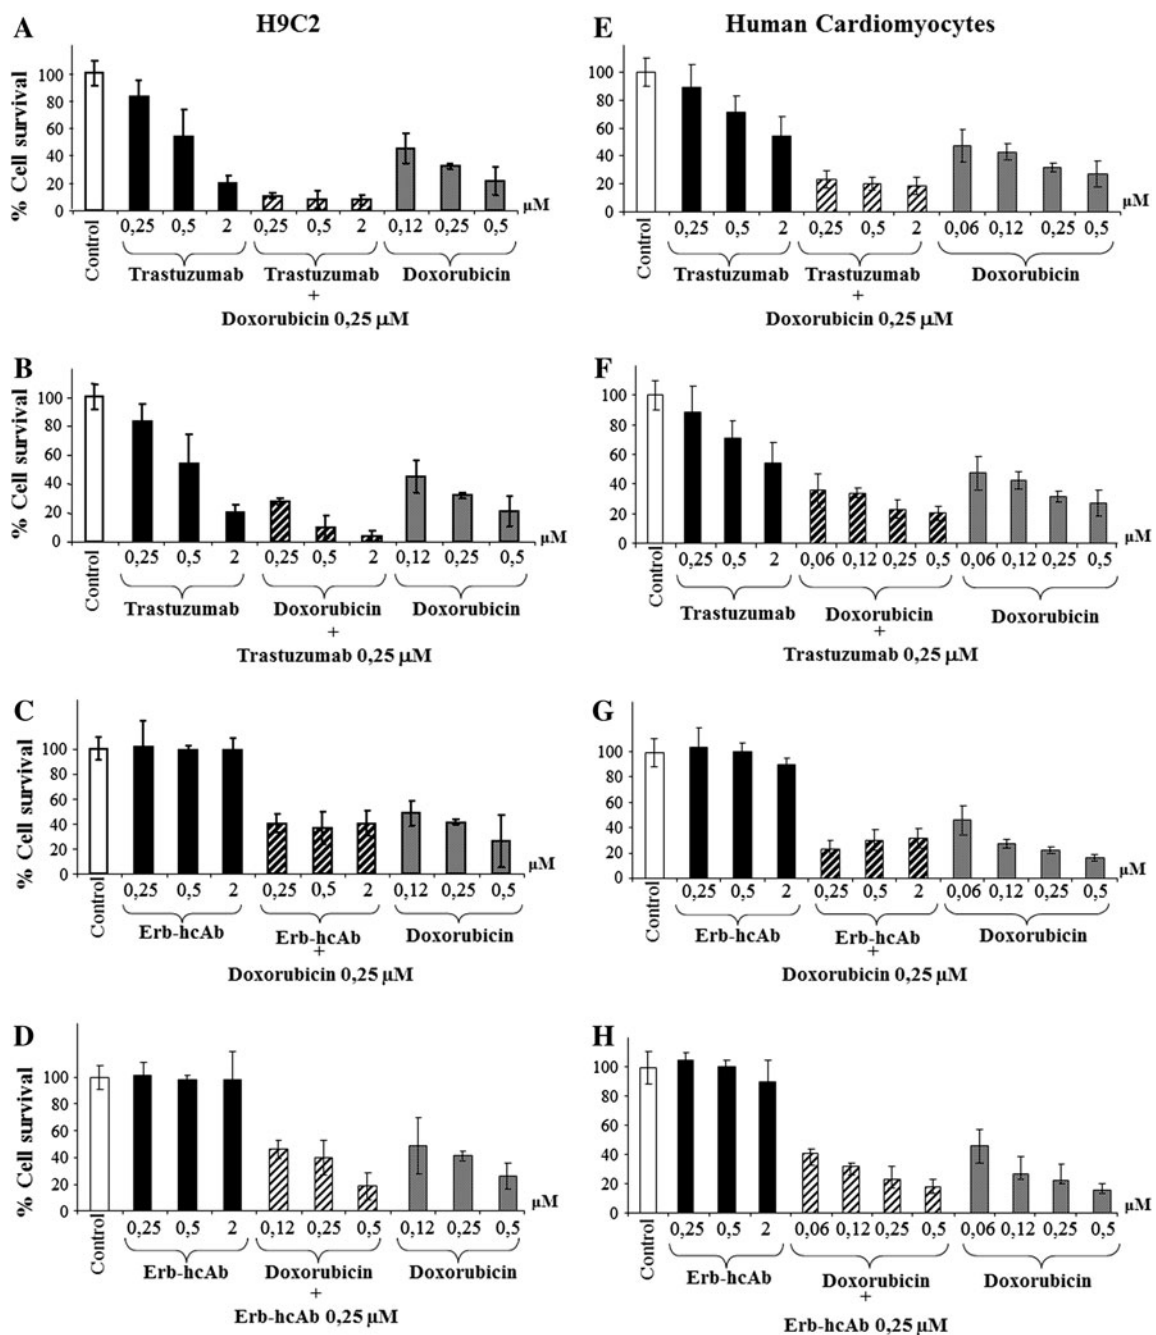 A H9C2
% Cell survival
100
80
60
40
20
0
0,25 0,5 2 0,25 0,5 2 0,12 0,25 0,5 μM
Control
Trastuzumab Trastuzumab Doxorubicin
+
Doxorubicin 0,25 μM
E Human Cardiomyocytes
% Cell survival
100
80
60
40
20
0
0,25 0,5 2 0,25 0,5 2 0,06 0,12 0,25 0,5 μM
Control
Trastuzumab Trastuzumab Doxorubicin
+
Doxorubicin 0,25 μM
B
% Cell survival
100
80
60
40
20
0
0,25 0,5 2 0,25 0,5 2 0,12 0,25 0,5 μM
Control
Trastuzumab Doxorubicin Doxorubicin
+
Trastuzumab 0,25 μM
F
% Cell survival
100
80
60
40
20
0
0,25 0,5 2 0,06 0,12 0,25 0,5 0,06 0,12 0,25 0,5 μM
Control
Trastuzumab Doxorubicin Doxorubicin
+
Trastuzumab 0,25 μM
C
% Cell survival
100
80
60
40
20
0
0,25 0,5 2 0,25 0,5 2 0,12 0,25 0,5 μM
Control
Erb-hcAb Erb-hcAb Doxorubicin
+
Doxorubicin 0,25 μM
G
% Cell survival
100
80
60
40
20
0
0,25 0,5 2 0,25 0,5 2 0,06 0,12 0,25 0,5 μM
Control
Erb-hcAb Erb-hcAb Doxorubicin
+
Doxorubicin 0,25 μM
D
% Cell survival
100
80
60
40
20
0
0,25 0,5 2 0,12 0,25 0,5 0,12 0,25 0,5 μM
Control
Erb-hcAb Doxorubicin Doxorubicin
+
Erb-hcAb 0,25 μM
H
% Cell survival
100
80
60
40
20
0
0,25 0,5 2 0,06 0,12 0,25 0,5 0,06 0,12 0,25 0,5 μM
Control
Erb-hcAb Doxorubicin Doxorubicin
+
Erb-hcAb 0,25 μM